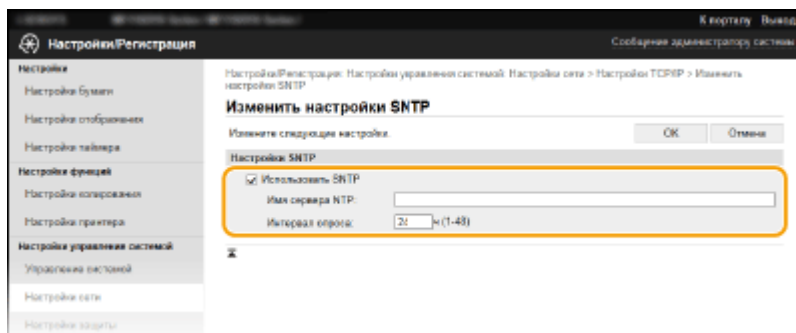 К порталу Выход
Настройки/Регистрация
Сообщение администратору системы
Настройки
Настройки бумаги
Настройки отображения
Настройки таймера
Настройки функций
Настройки копирования
Настройки принтера
Настройки управления системой
Управление системой
Настройки сети
Настройки защиты
Настройки/Регистрация: Настройки управления системой: Настройки сети > Настройки TCP/IP > Изменить
настройки SNTP
Изменить настройки SNTP
Измените следующие настройки.
OK Отмена
Настройки SNTP
Использовать SNTP
Имя сервера NTP:
Интервал опроса: ч (1-48)